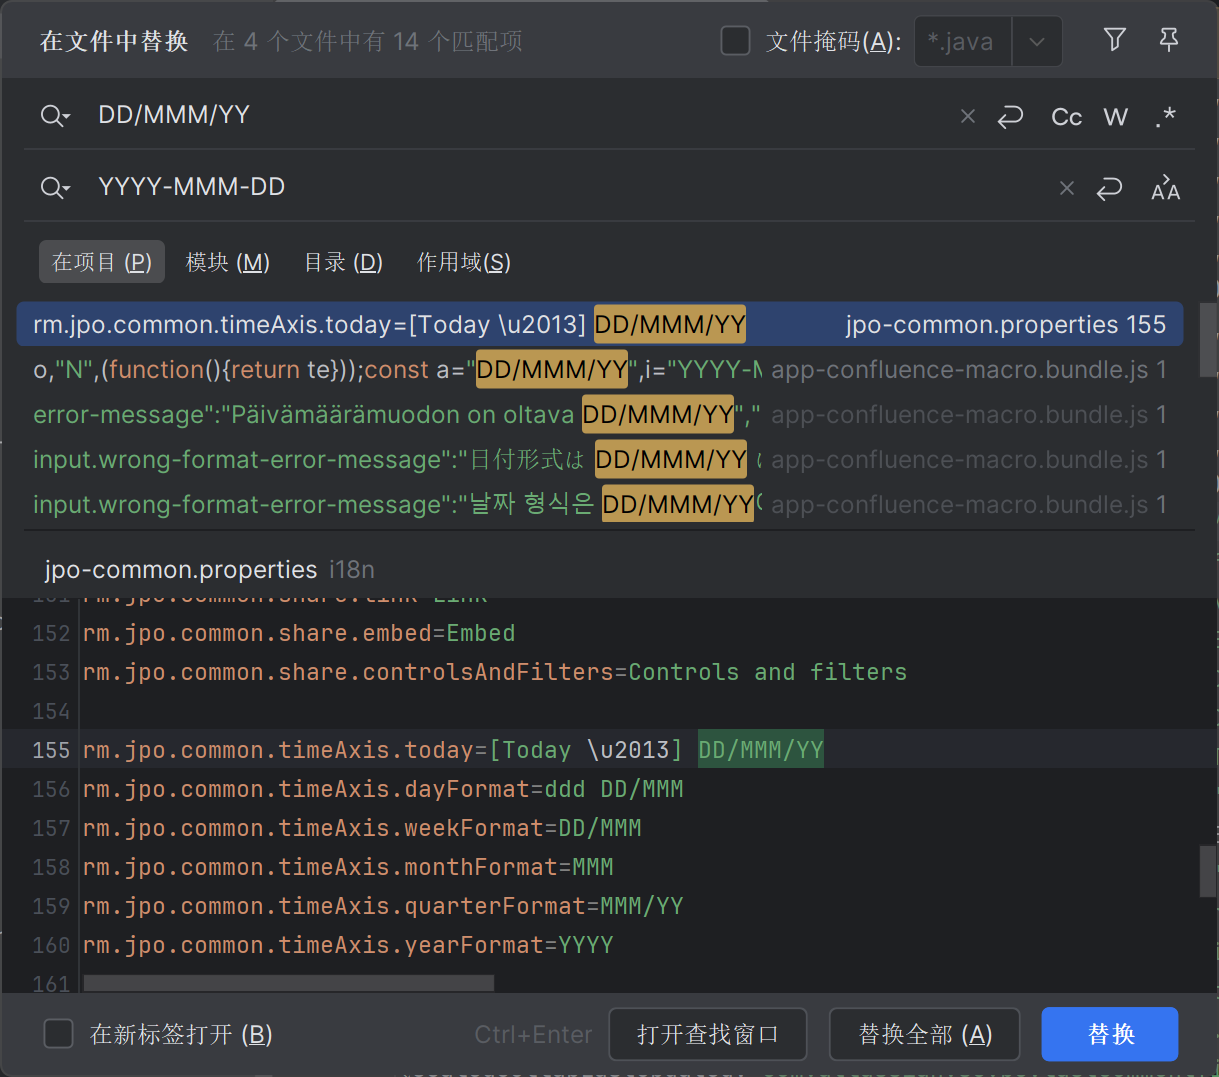 在文件中替换 在 4 个文件中有 14 个匹配项 文件掩码(A): *.java
DD/MMM/YY Cc W .*
YYYY-MMM-DD
在项目 (P) 模块 (M) 目录 (D) 作用域(S)
rm.jpo.common.timeAxis.today=[Today \u2013] DD/MMM/YY jpo-common.properties 155
o,"N",(function(){return te}));const a="DD/MMM/YY",i="YYYY-M app-confluence-macro.bundle.js 1
error-message":"Päivämäärämuodon on oltava DD/MMM/YY"," app-confluence-macro.bundle.js 1
input.wrong-format-error-message":"日付形式は DD/MMM/YY app-confluence-macro.bundle.js 1
input.wrong-format-error-message":"날짜 형식은 DD/MMM/YY app-confluence-macro.bundle.js 1
jpo-common.properties i18n
151 rm.jpo.common.share.link=Link
152 rm.jpo.common.share.embed=Embed
153 rm.jpo.common.share.controlsAndFilters=Controls and filters
154
155 rm.jpo.common.timeAxis.today=[Today \u2013] DD/MMM/YY
156 rm.jpo.common.timeAxis.dayFormat=ddd DD/MMM
157 rm.jpo.common.timeAxis.weekFormat=DD/MMM
158 rm.jpo.common.timeAxis.monthFormat=MMM
159 rm.jpo.common.timeAxis.quarterFormat=MMM/YY
160 rm.jpo.common.timeAxis.yearFormat=YYYY
161
在新标签打开 (B) Ctrl+Enter 打开查找窗口 替换全部 (A) 替换